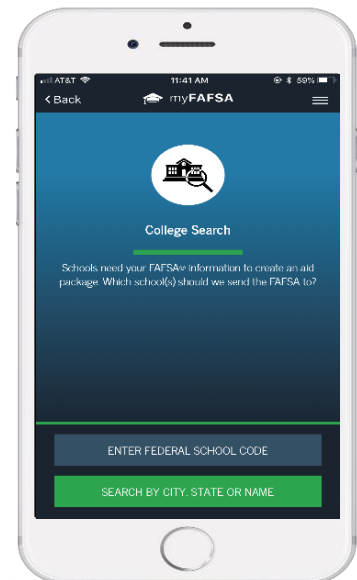 AT&T 11:41 AM 59%
Back myFAFSA
College Search
Schools need your FAFSA® information to create an aid
package. Which school(s) should we send the FAFSA to?
ENTER FEDERAL SCHOOL CODE
SEARCH BY CITY, STATE OR NAME